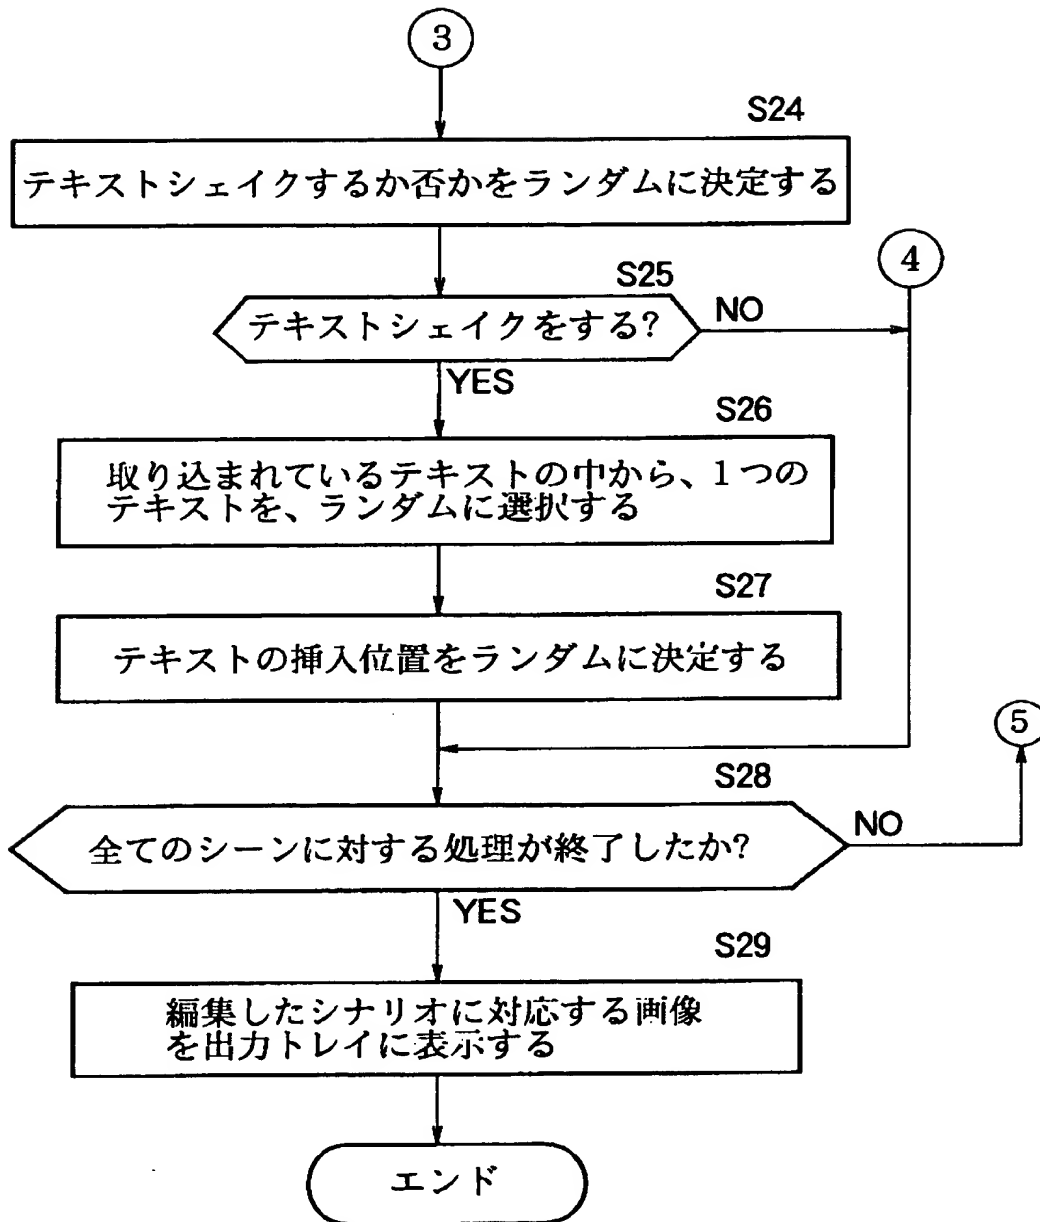 3
S24
テキストシェイクするか否かをランダムに決定する
4
S25
テキストシェイクをする?
NO
YES
S26
取り込まれているテキストの中から、1つの
テキストを、ランダムに選択する
S27
テキストの挿入位置をランダムに決定する
5
S28
全てのシーンに対する処理が終了したか?
NO
YES
S29
編集したシナリオに対応する画像
を出力トレイに表示する
エンド